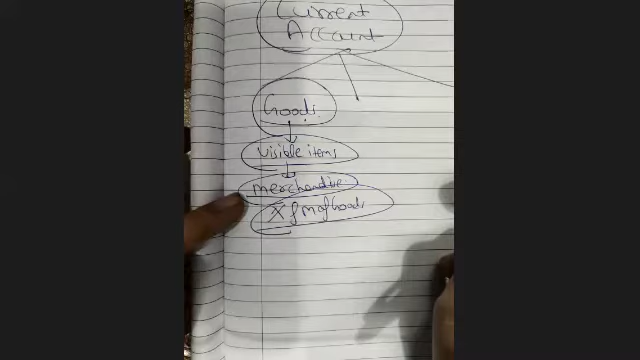 Current
Account
Goods
visible items
merchandise
X & M of Goods